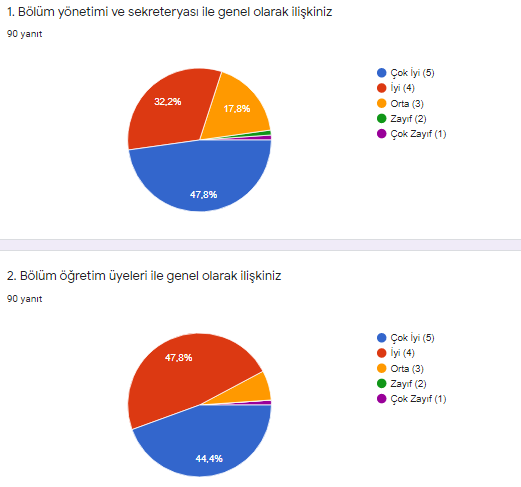 1. Bölüm yönetimi ve sekreteryası ile genel olarak ilişkiniz
90 yanıt
32,2%
17,8%
47,8%
Çok İyi (5)
İyi (4)
Orta (3)
Zayıf (2)
Çok Zayıf (1)
2. Bölüm öğretim üyeleri ile genel olarak ilişkiniz
90 yanıt
47,8%
44,4%
Çok İyi (5)
İyi (4)
Orta (3)
Zayıf (2)
Çok Zayıf (1)